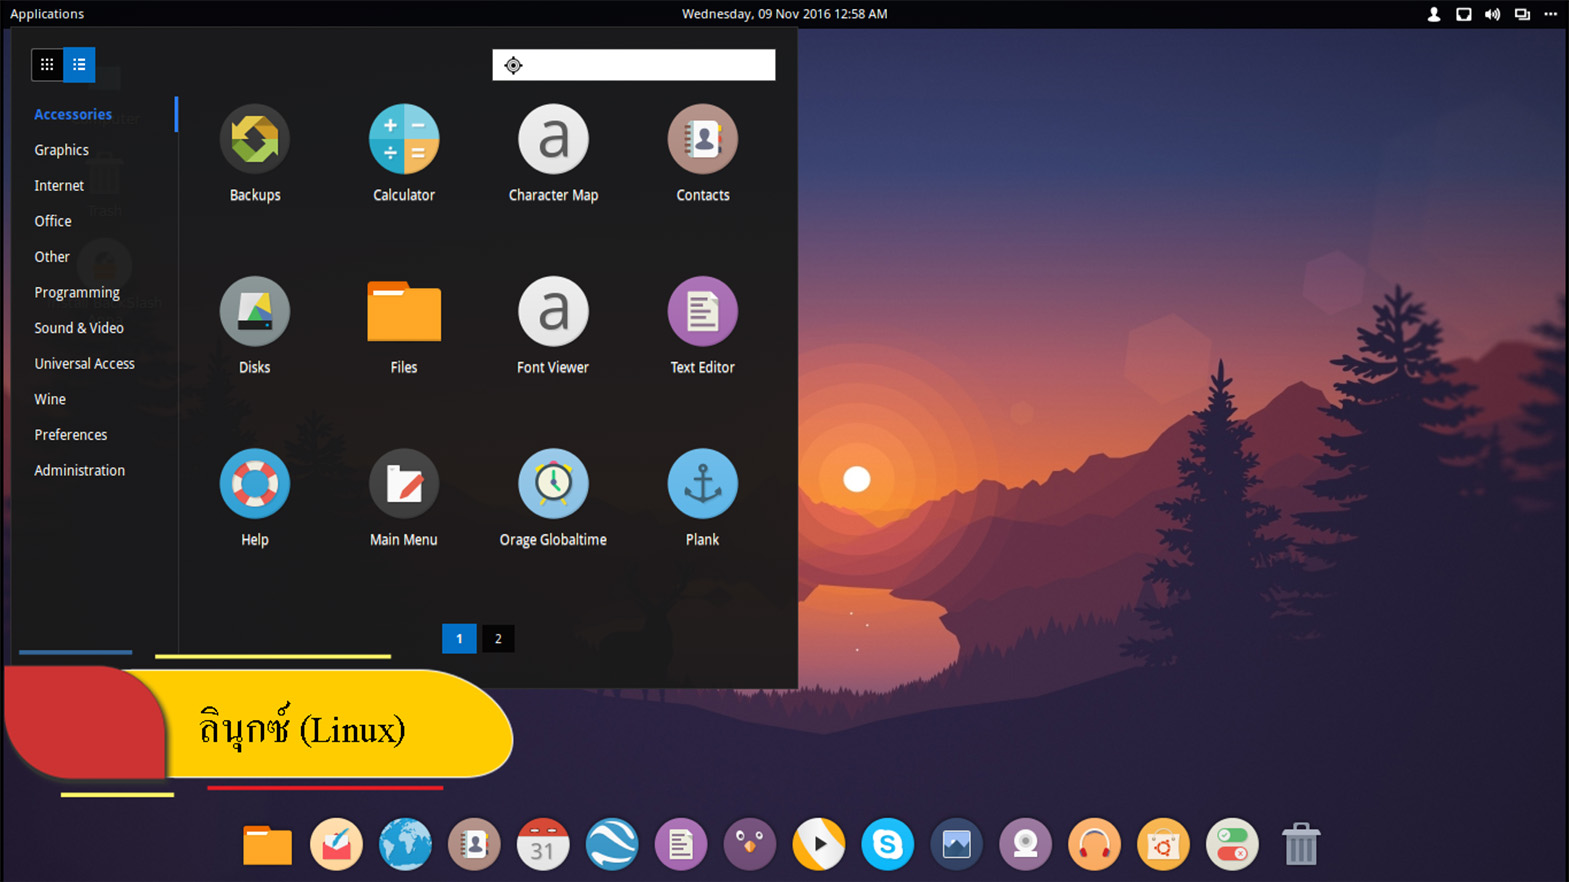 Applications
Wednesday, 09 Nov 2016 12:58 AM
Accessories
Graphics
Internet
Office
Other
Programming
Sound & Video
Universal Access
Wine
Preferences
Administration
Backups
Calculator
Character Map
Contacts
Disks
Files
Font Viewer
Text Editor
Help
Main Menu
Orage Globaltime
Plank
1
2
Trash
ลินุกซ์ (Linux)
31